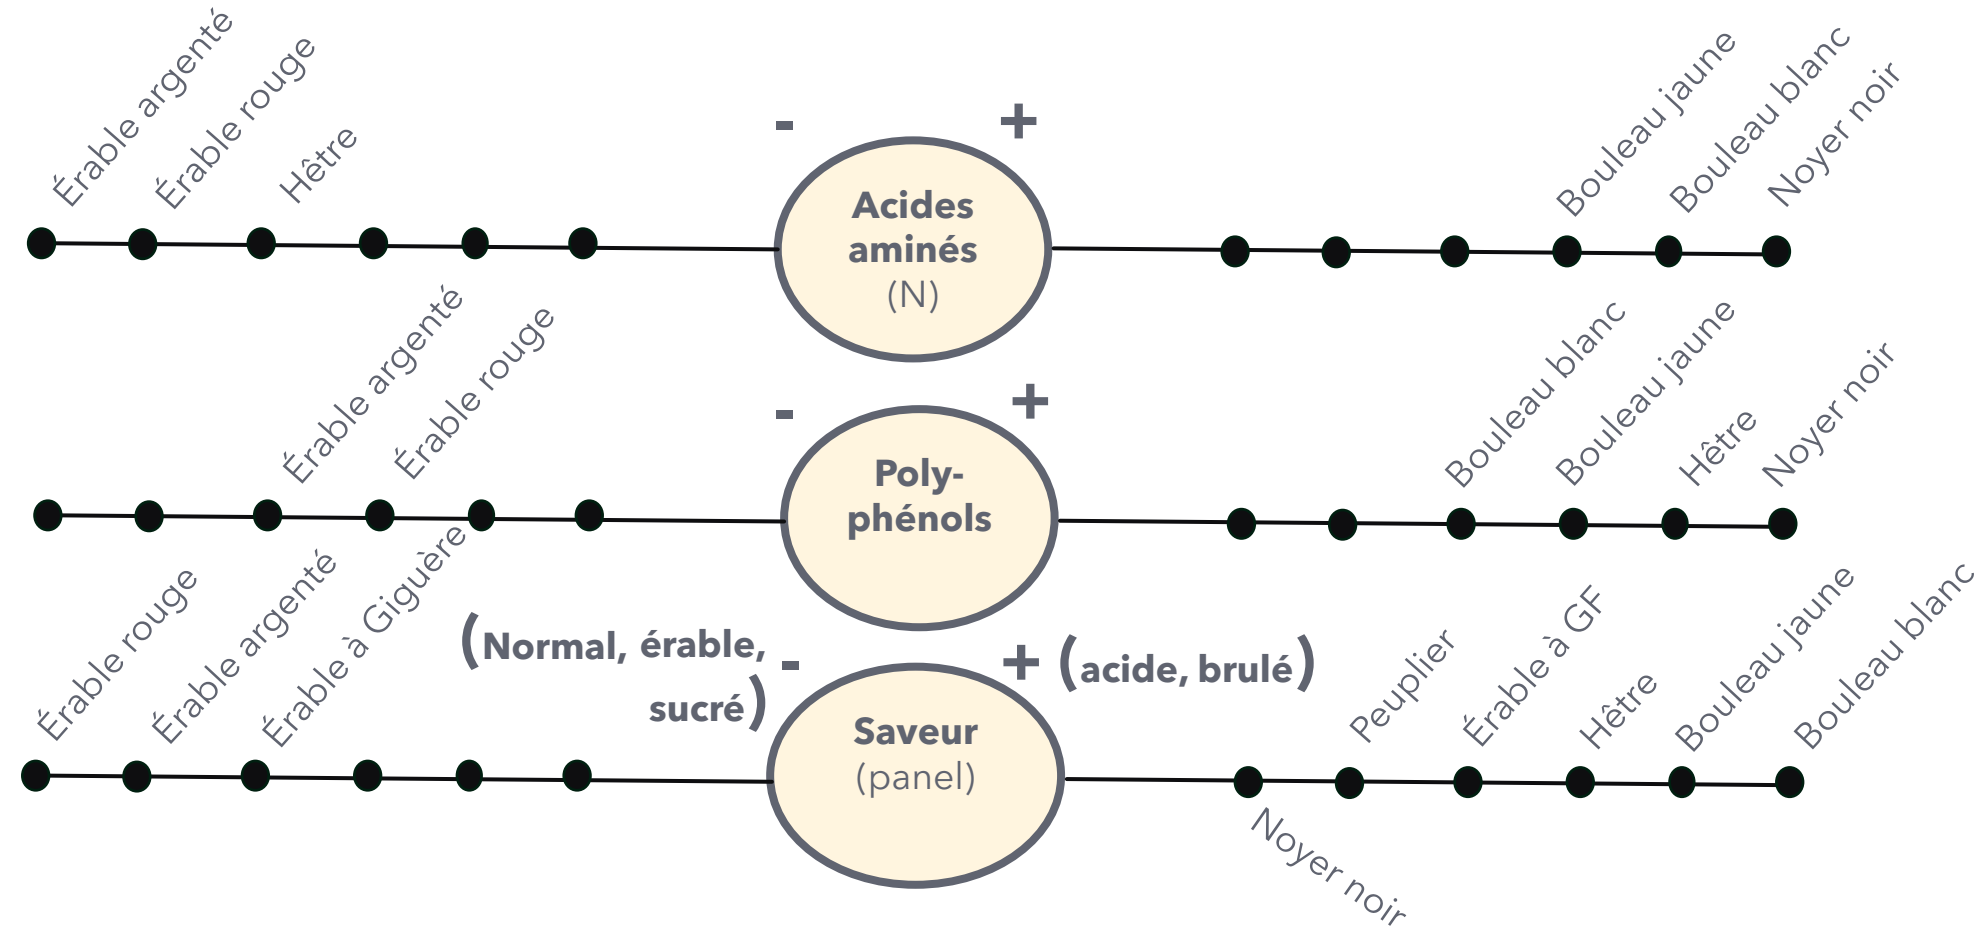 Érable argenté
Érable rouge
Hêtre
-
+
Acides
aminés
(N)
Bouleau jaune
Bouleau blanc
Noyer noir
Érable argenté
Érable rouge
-
+
Poly-
phénols
Bouleau blanc
Bouleau jaune
Hêtre
Noyer noir
Érable rouge
Érable argenté
Érable à Giguère
(Normal, érable,
sucré)
-
+
(acide, brulé)
Saveur
(panel)
Noyer noir
Peuplier
Érable à GF
Hêtre
Bouleau jaune
Bouleau blanc